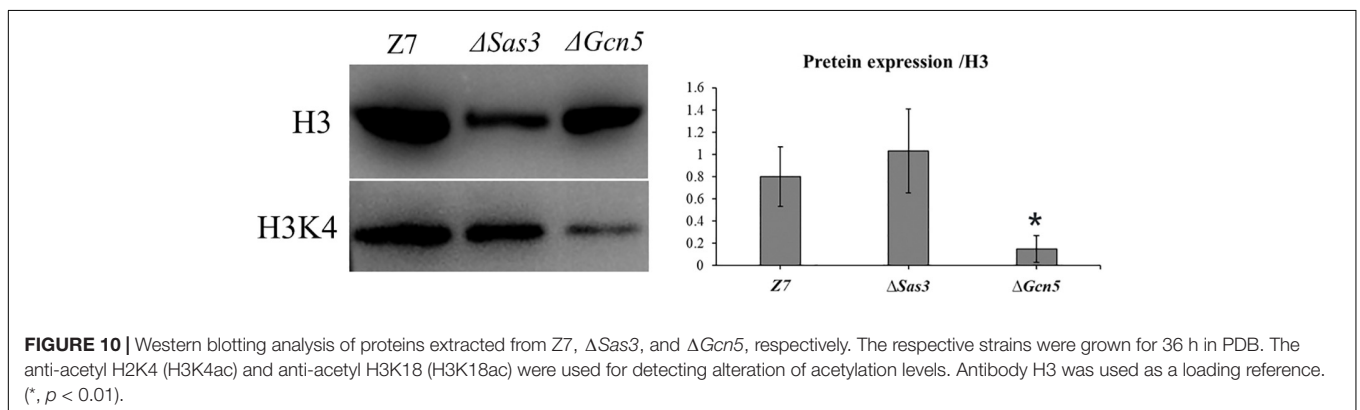 Z7 ΔSas3 ΔGcn5
H3
H3K4
Pretein expression /H3
1.6
1.4
1.2
1
0.8
0.6
0.4
0.2
0
*
Z7 ΔSas3 ΔGcn5
FIGURE 10 | Western blotting analysis of proteins extracted from Z7, ΔSas3, and ΔGcn5, respectively. The respective strains were grown for 36 h in PDB. The
anti-acetyl H2K4 (H3K4ac) and anti-acetyl H3K18 (H3K18ac) were used for detecting alteration of acetylation levels. Antibody H3 was used as a loading reference.
(*, p < 0.01).